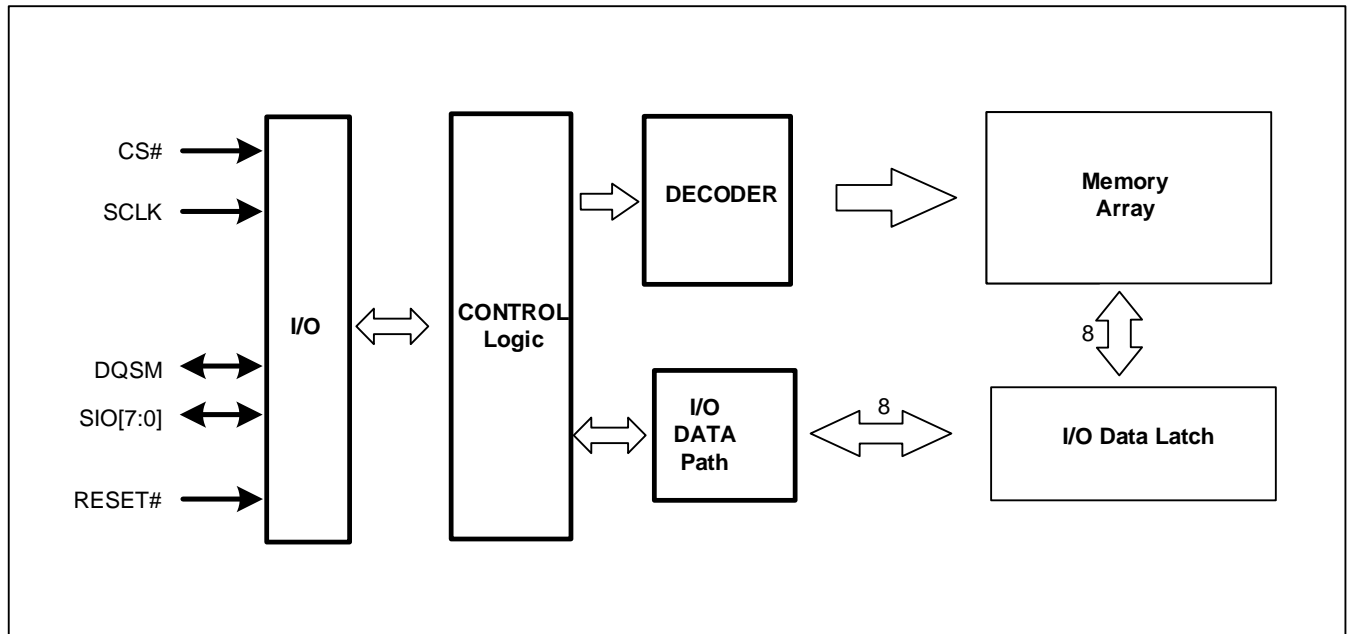 CS#
SCLK
DQSM
SIO[7:0]
RESET#
I/O
CONTROL
Logic
DECODER
I/O
DATA
Path
8
Memory
Array
8
I/O Data Latch